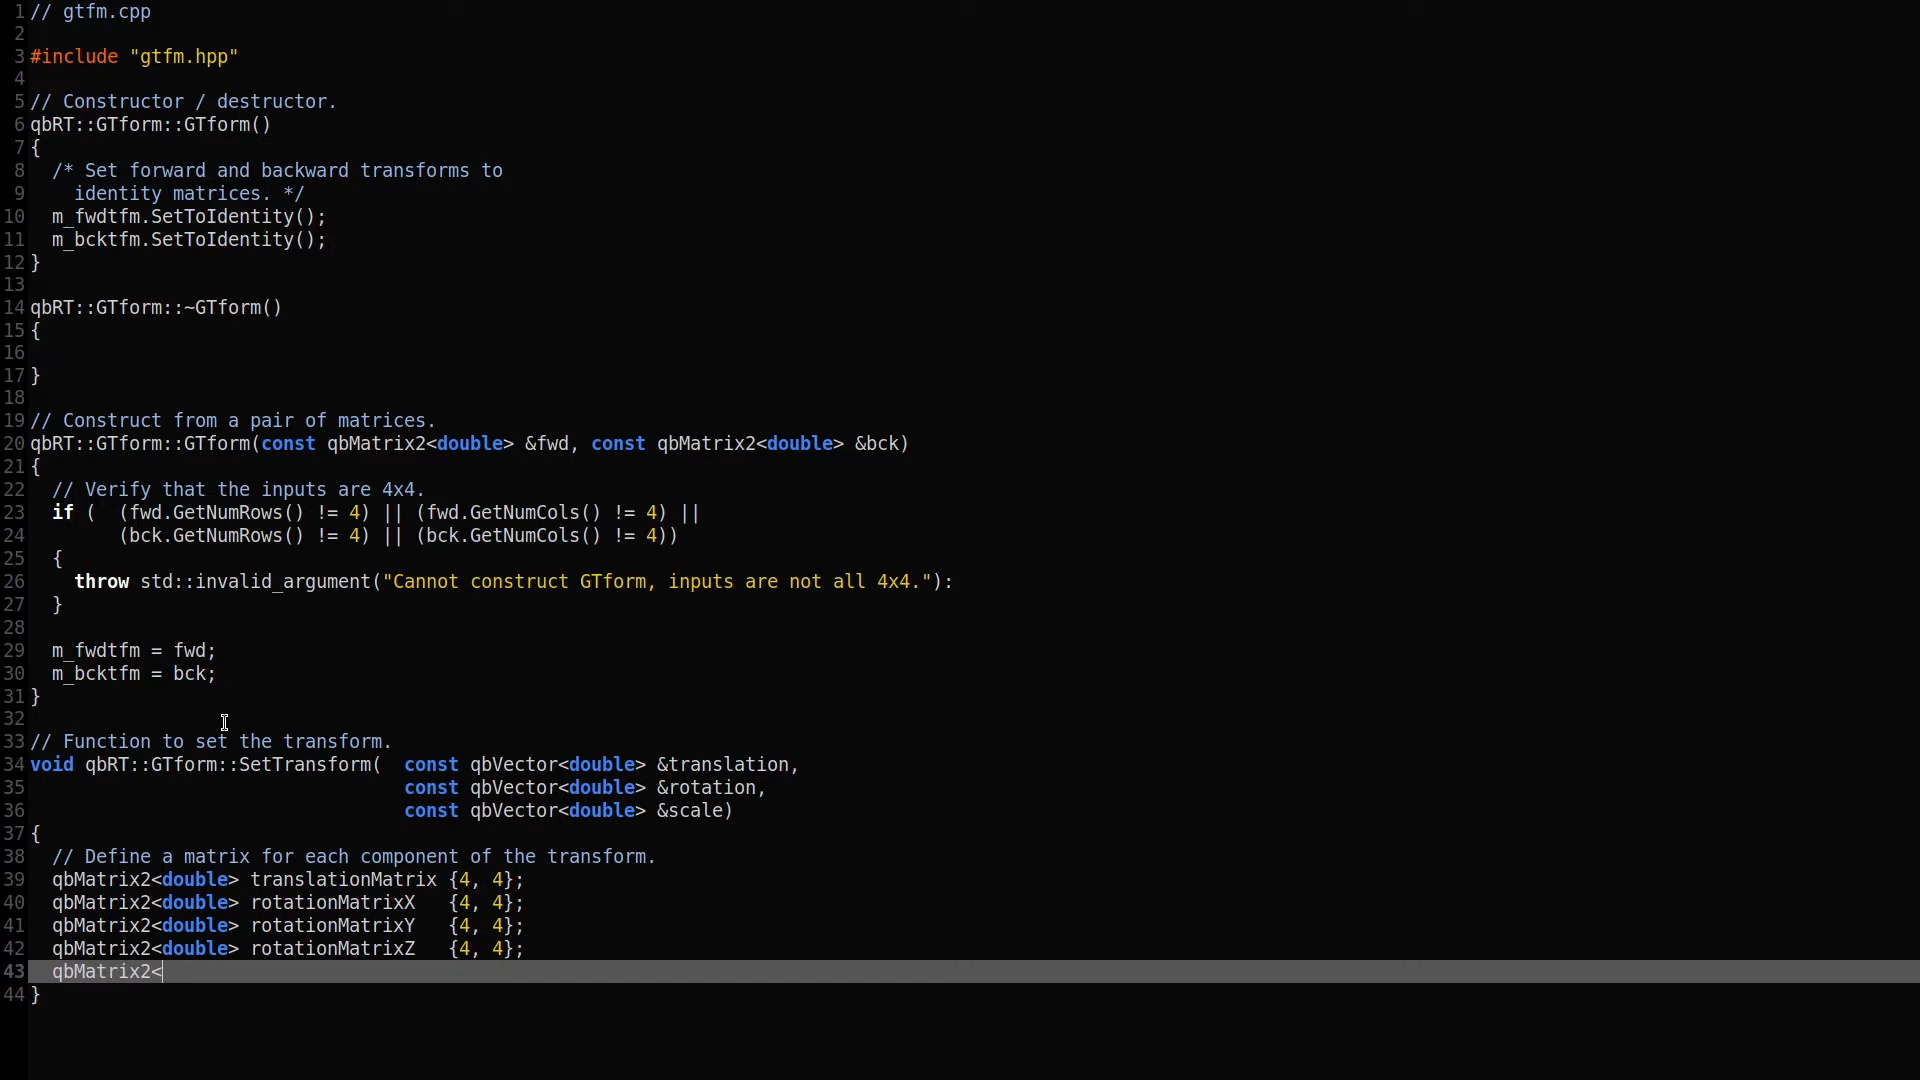 1 // gtfm.cpp
2
3 #include "gtfm.hpp"
4
5 // Constructor / destructor.
6 qbRT::GTform::GTform()
7 {
8   /* Set forward and backward transforms to
9     identity matrices. */
10   m_fwdtfm.SetToIdentity();
11   m_bcktfm.SetToIdentity();
12 }
13
14 qbRT::GTform::~GTform()
15 {
16
17 }
18
19 // Construct from a pair of matrices.
20 qbRT::GTform::GTform(const qbMatrix2<double> &fwd, const qbMatrix2<double> &bck)
21 {
22   // Verify that the inputs are 4x4.
23   if (  (fwd.GetNumRows() != 4) || (fwd.GetNumCols() != 4) ||
24         (bck.GetNumRows() != 4) || (bck.GetNumCols() != 4))
25   {
26     throw std::invalid_argument("Cannot construct GTform, inputs are not all 4x4."):
27   }
28
29   m_fwdtfm = fwd;
30   m_bcktfm = bck;
31 }
32
33 // Function to set the transform.
34 void qbRT::GTform::SetTransform(  const qbVector<double> &translation,
35                                   const qbVector<double> &rotation,
36                                   const qbVector<double> &scale)
37 {
38   // Define a matrix for each component of the transform.
39   qbMatrix2<double> translationMatrix {4, 4};
40   qbMatrix2<double> rotationMatrixX   {4, 4};
41   qbMatrix2<double> rotationMatrixY   {4, 4};
42   qbMatrix2<double> rotationMatrixZ   {4, 4};
43   qbMatrix2<
44 }